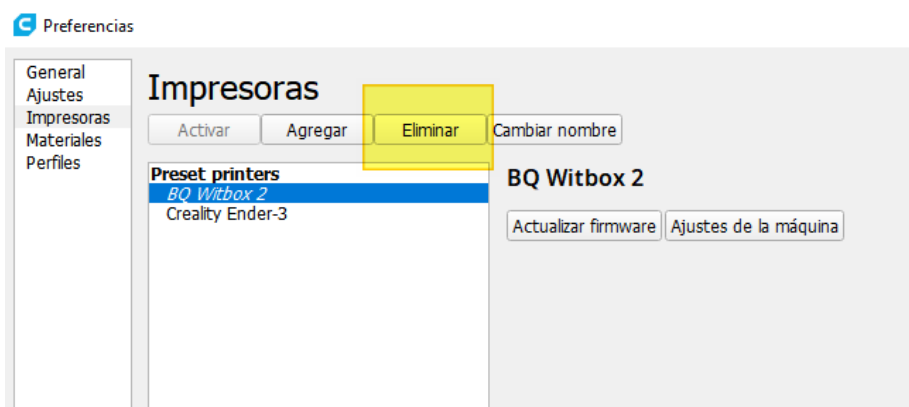 Preferencias
General
Ajustes
Impresoras
Materiales
Perfiles
Impresoras
Activar Agregar Eliminar Cambiar nombre
Preset printers
BQ Witbox 2
Creality Ender-3
BQ Witbox 2
Actualizar firmware Ajustes de la máquina